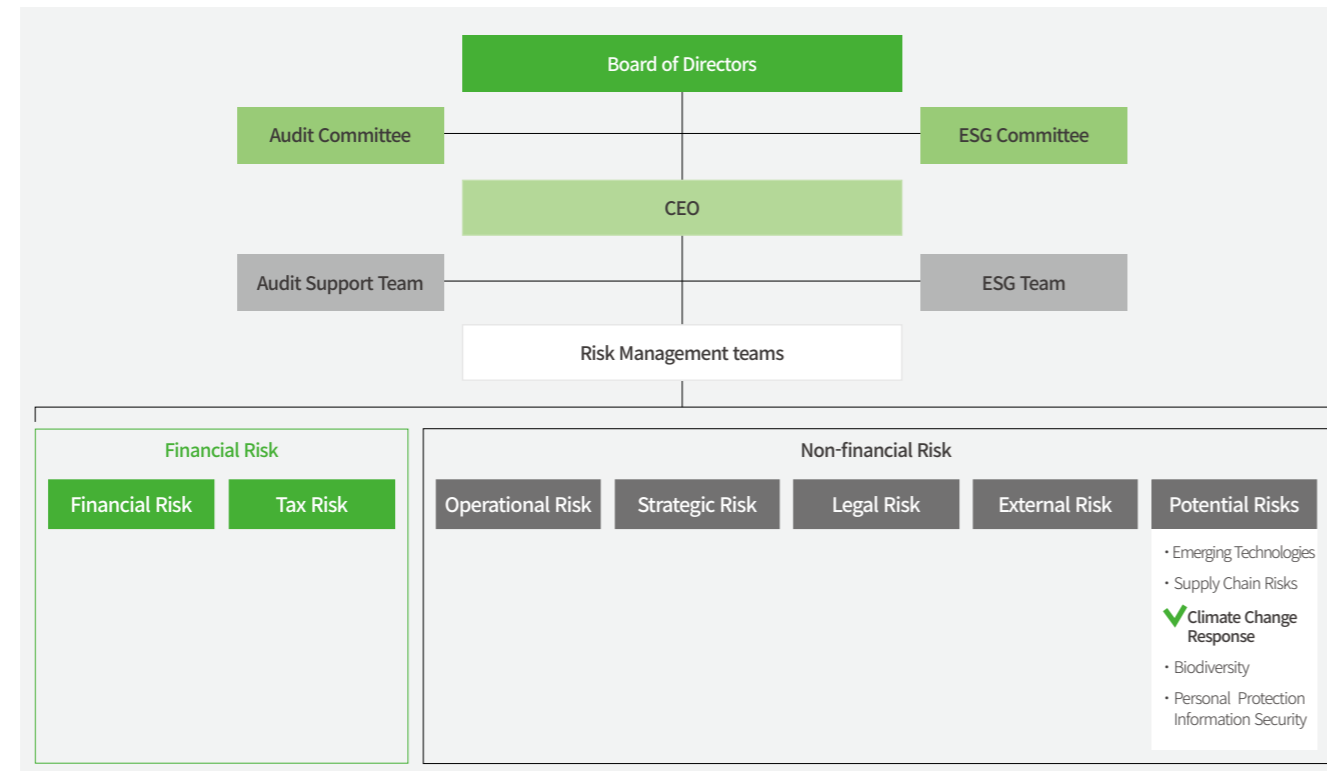 Board of Directors
Audit Committee
ESG Committee
CEO
Audit Support Team
ESG Team
Risk Management teams
Financial Risk
Financial Risk
Tax Risk
Non-financial Risk
Operational Risk
Strategic Risk
Legal Risk
External Risk
Potential Risks
・Emerging Technologies
・Supply Chain Risks
Climate Change
Response
・Biodiversity
・Personal Protection
Information Security